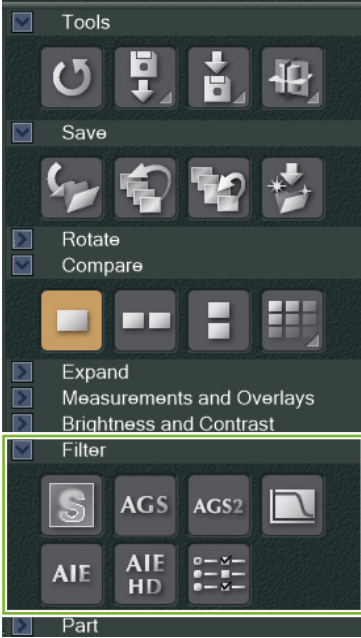 Tools
Save
Rotate
Compare
Expand
Measurements and Overlays
Brightness and Contrast
Filter
S AGS AGS2
AIE AIE HD
Part